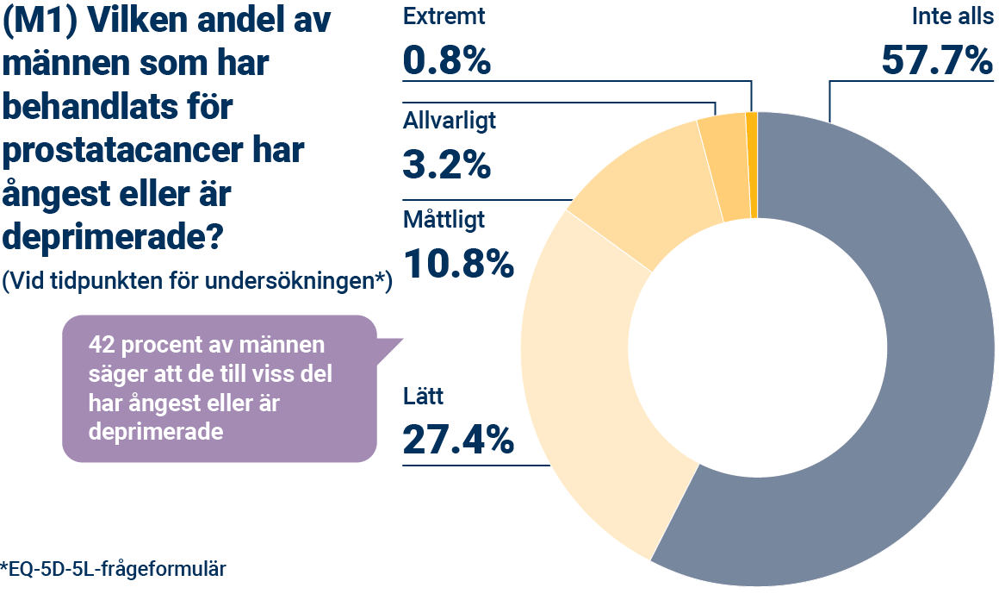 (M1) Vilken andel av
männen som har
behandlats för
prostatacancer har
ångest eller är
deprimerade?
(Vid tidpunkten för undersökningen*)
42 procent av männen
säger att de till viss del
har ångest eller är
deprimerade
*EQ-5D-5L-frågeformulär
Extremt
0.8%
Allvarligt
3.2%
Måttligt
10.8%
Lätt
27.4%
Inte alls
57.7%